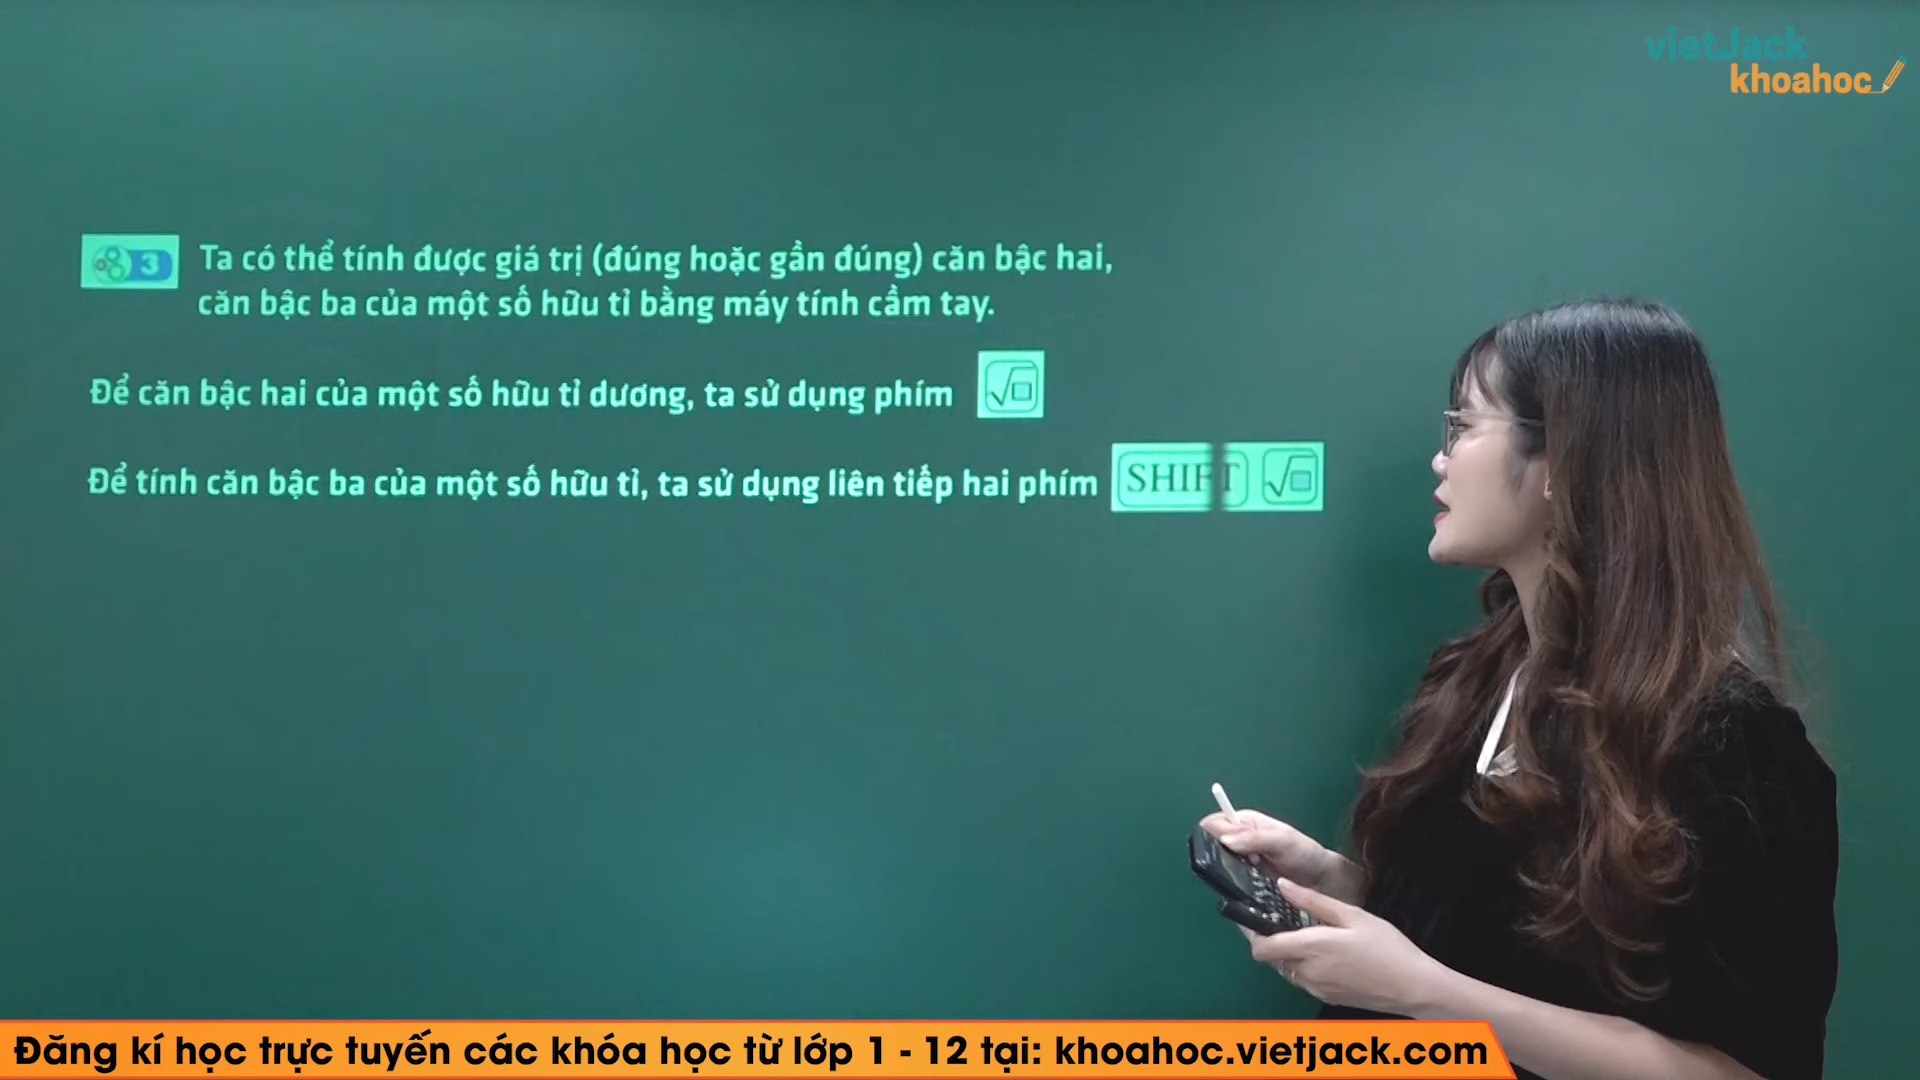 vietJack
khoahoc
3 Ta có thể tính được giá trị (đúng hoặc gần đúng) căn bậc hai,
căn bậc ba của một số hữu tỉ bằng máy tính cầm tay.
Để căn bậc hai của một số hữu tỉ dương, ta sử dụng phím √□
Để tính căn bậc ba của một số hữu tỉ, ta sử dụng liên tiếp hai phím SHIFT √□
Đăng kí học trực tuyến các khóa học từ lớp 1 - 12 tại: khoahoc.vietjack.com